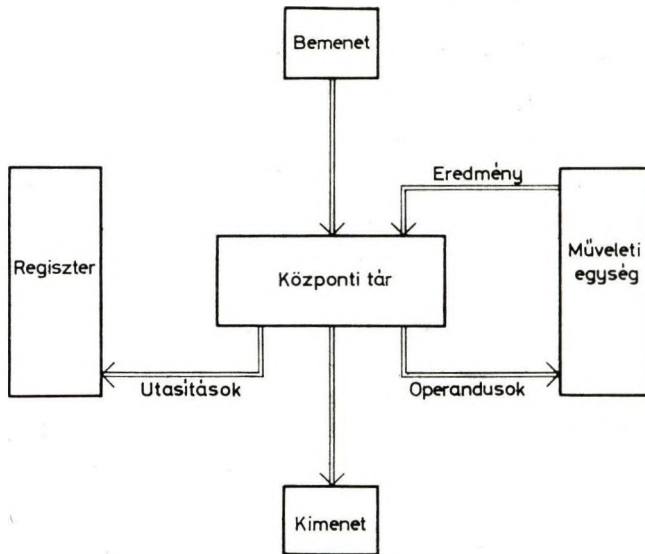 Bemenet
Eredmény
Regiszter
Központi tár
Műveleti
egység
Utasítások
Operandusok
Kimenet